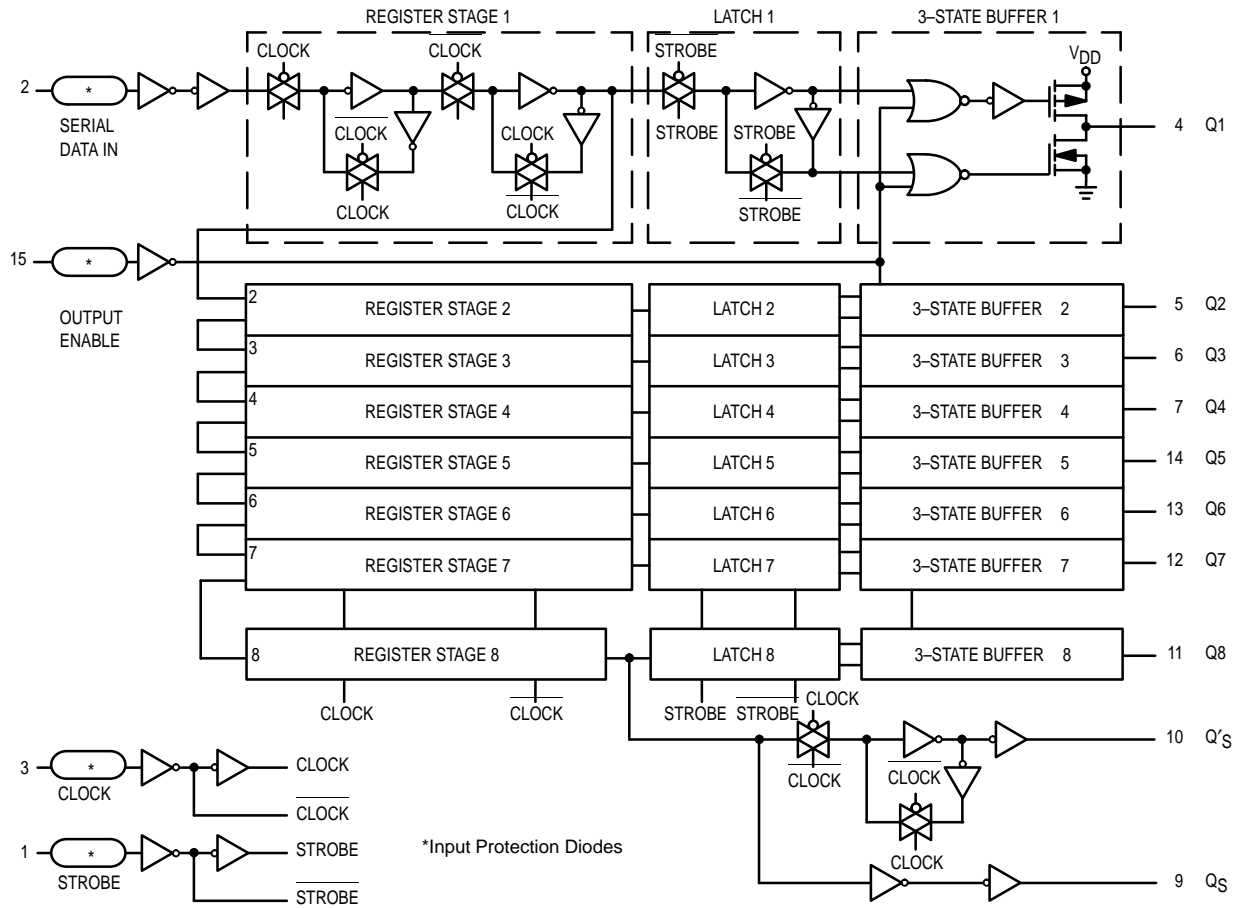 REGISTER STAGE 1 LATCH 1 3–STATE BUFFER 1
CLOCK CLOCK STROBE VDD
2 *
SERIAL
DATA IN
CLOCK CLOCK STROBE STROBE
4 Q1
CLOCK CLOCK STROBE
15 *
OUTPUT
ENABLE
2 REGISTER STAGE 2 LATCH 2 3–STATE BUFFER 2 5 Q2
3 REGISTER STAGE 3 LATCH 3 3–STATE BUFFER 3 6 Q3
4 REGISTER STAGE 4 LATCH 4 3–STATE BUFFER 4 7 Q4
5 REGISTER STAGE 5 LATCH 5 3–STATE BUFFER 5 14 Q5
6 REGISTER STAGE 6 LATCH 6 3–STATE BUFFER 6 13 Q6
7 REGISTER STAGE 7 LATCH 7 3–STATE BUFFER 7 12 Q7
8 REGISTER STAGE 8 LATCH 8 3–STATE BUFFER 8 11 Q8
CLOCK CLOCK STROBE STROBE CLOCK
10 Q′S
CLOCK CLOCK
CLOCK
9 QS
3 * CLOCK
CLOCK
CLOCK
1 * STROBE
STROBE
STROBE
*Input Protection Diodes